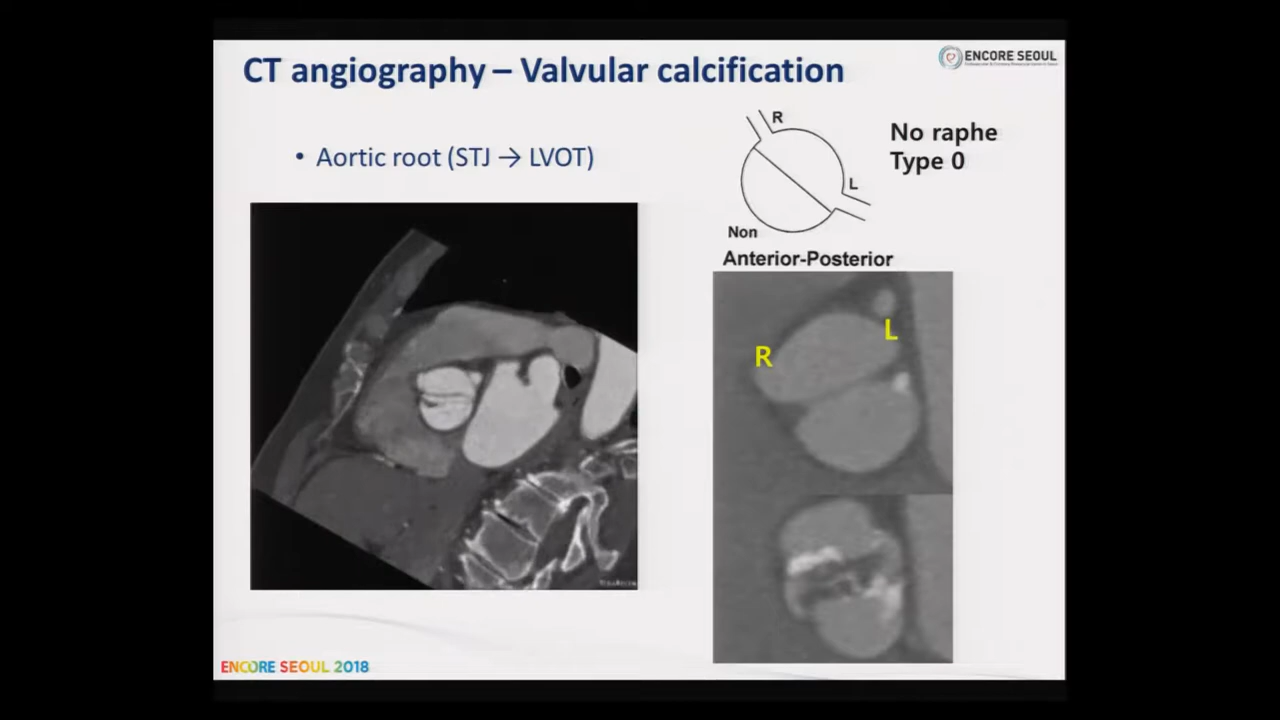 CT angiography – Valvular calcification
ENCORE SEOUL
• Aortic root (STJ → LVOT)
R
L
Non
Anterior-Posterior
No raphe
Type 0
R
L
ENCORE SEOUL 2018